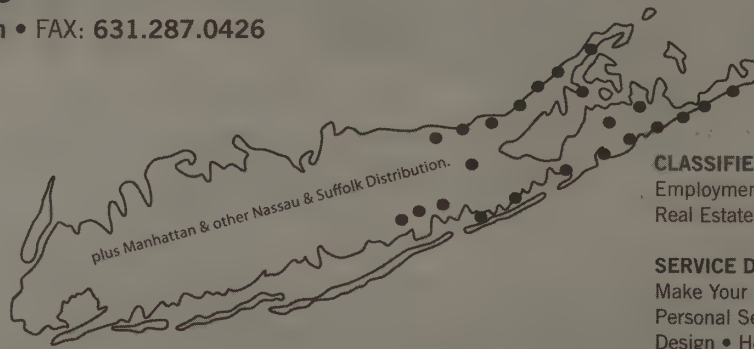 • FAX: 631.287.0426
plus Manhattan & other Nassau & Suffolk Distribution.
CLASSIFIE
Employmen
Real Estate
SERVICE D
Make Your
Personal Se
Design • H